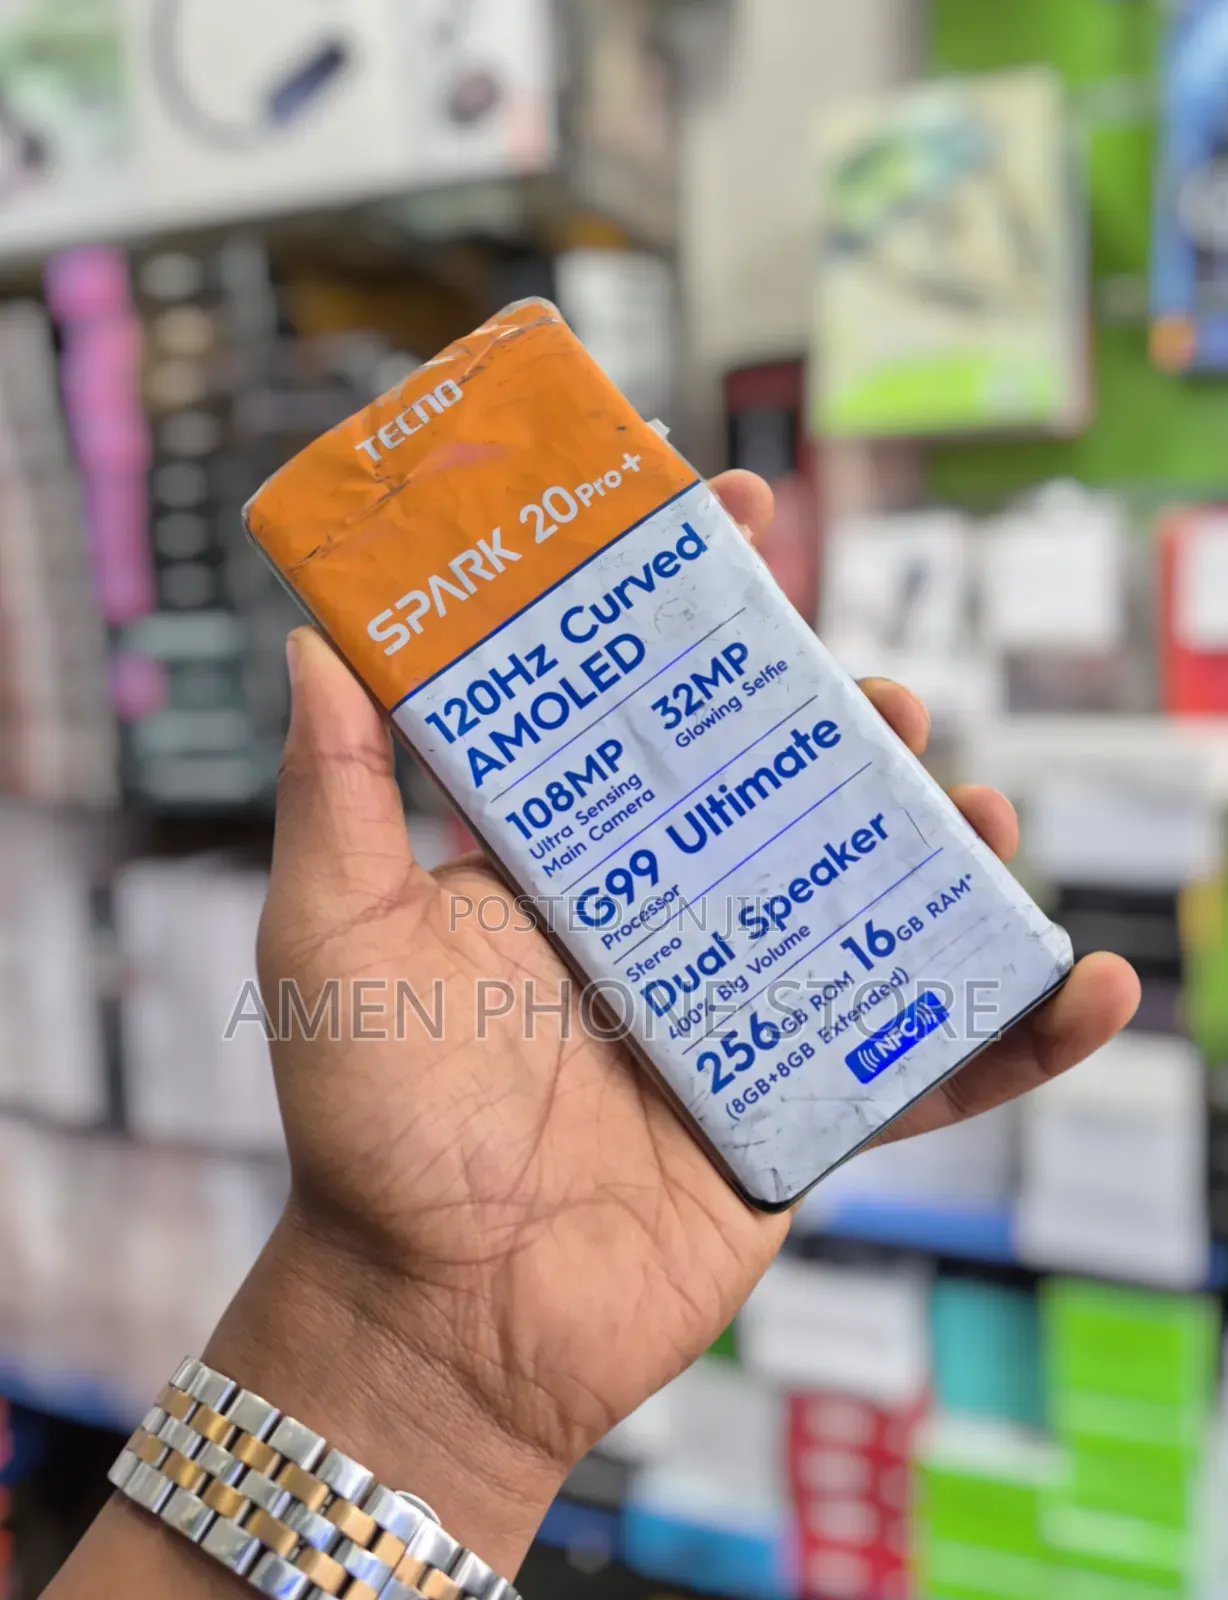 TECNO
SPARK 20Pro+
120Hz Curved
AMOLED
108MP
Ultra Sensing
Main Camera
32MP
Glowing Selfie
G99 Ultimate
Processor
Stereo
Dual Speaker
400% Big Volume
256GB ROM 16GB RAM*
(8GB+8GB Extended)
NFC
POSTED ON JIJI
AMEN PHONE STORE